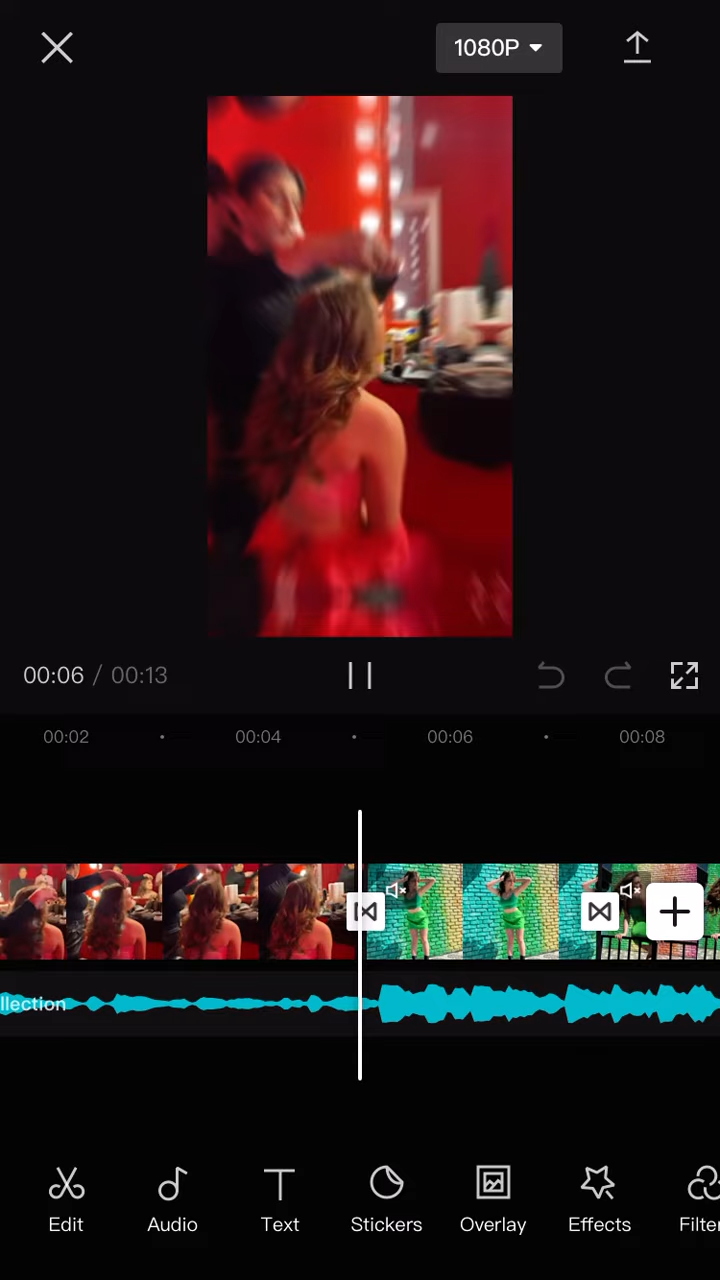 1080P
00:06 / 00:13
00:02
00:04
00:06
00:08
llection
Edit
Audio
Text
Stickers
Overlay
Effects
Filter